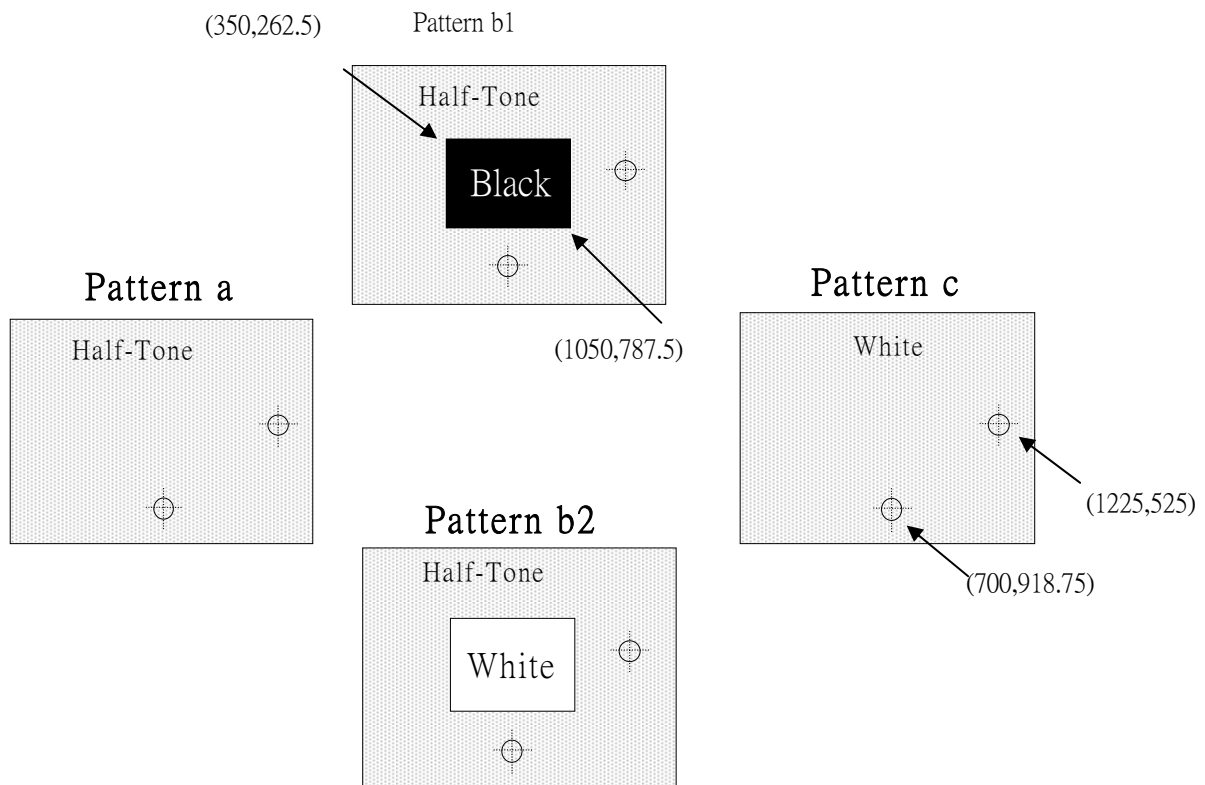 (350,262.5)
Pattern b1
Half-Tone
Black
(1050,787.5)
Pattern a
Half-Tone
Pattern c
White
(1225,525)
(700,918.75)
Pattern b2
Half-Tone
White